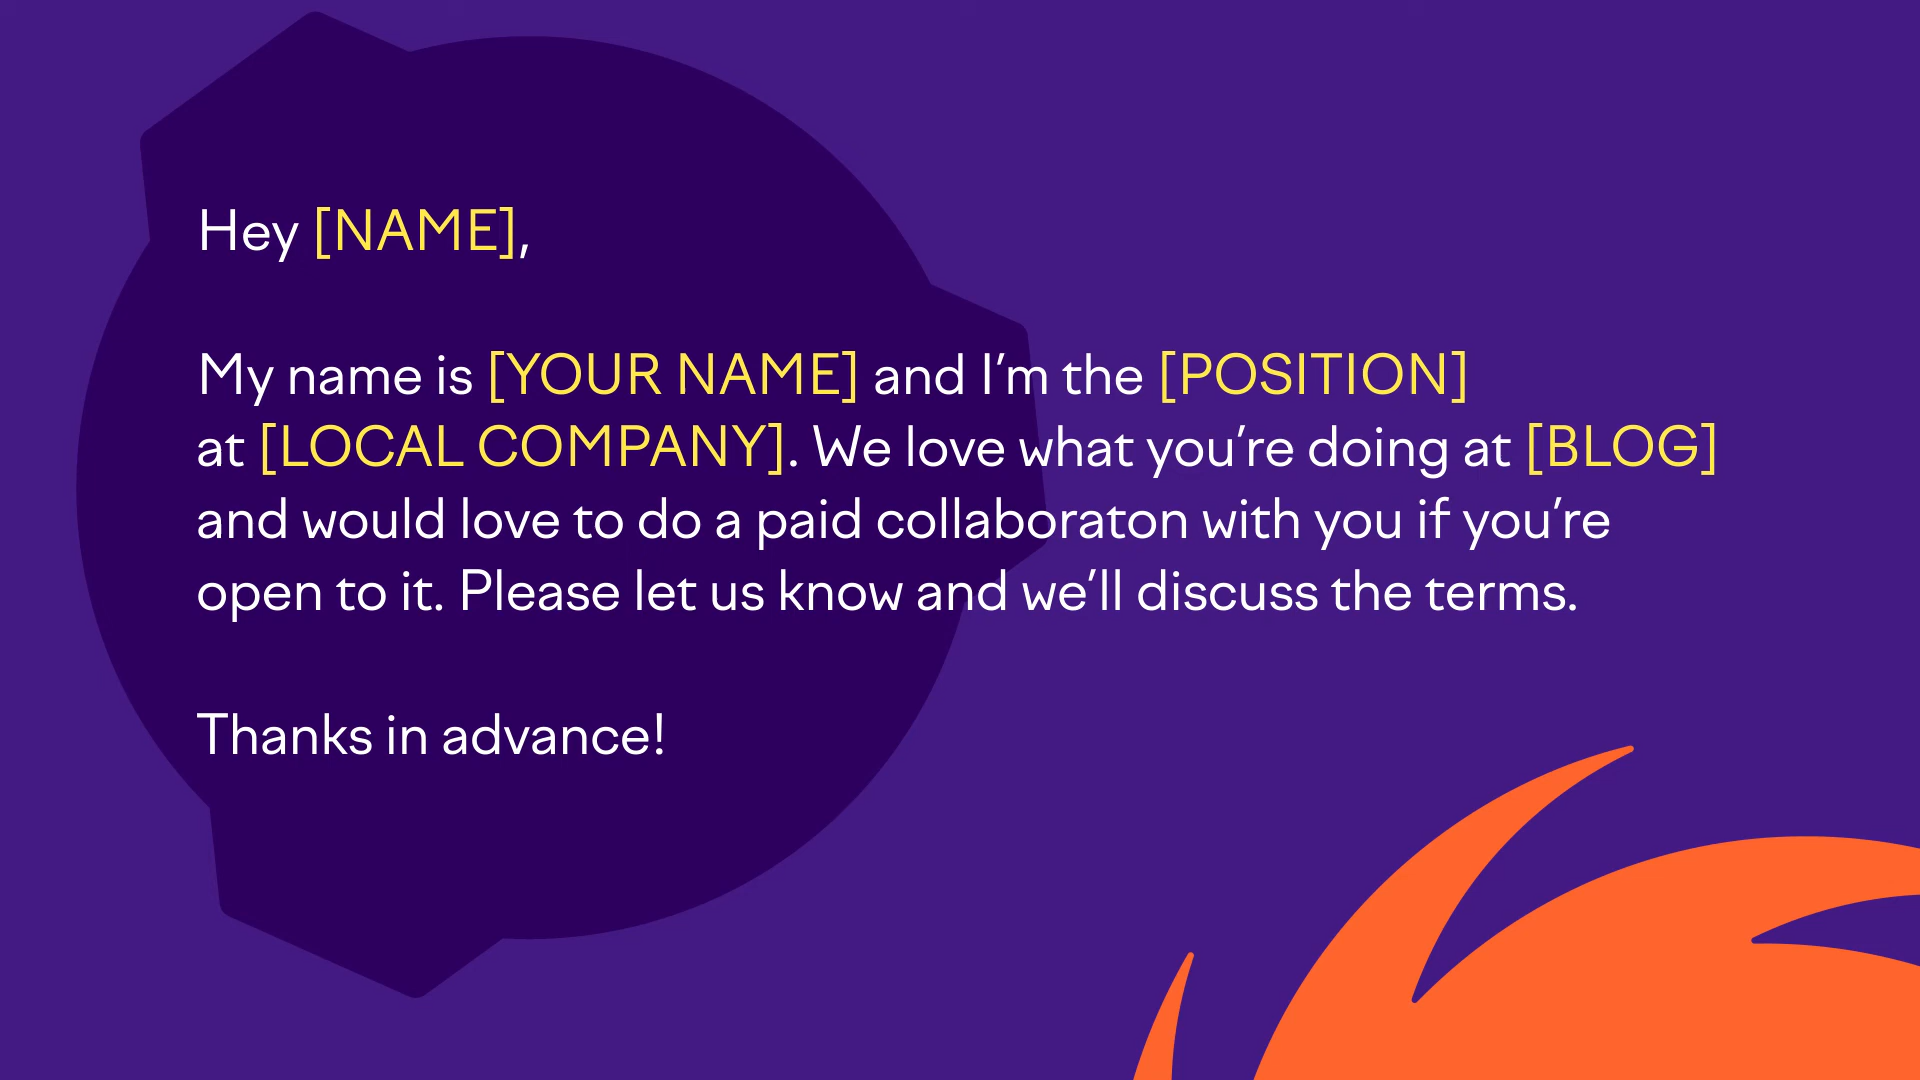 Hey [NAME],
My name is [YOUR NAME] and I’m the [POSITION]
at [LOCAL COMPANY]. We love what you’re doing at [BLOG]
and would love to do a paid collaboraton with you if you’re
open to it. Please let us know and we’ll discuss the terms.
Thanks in advance!